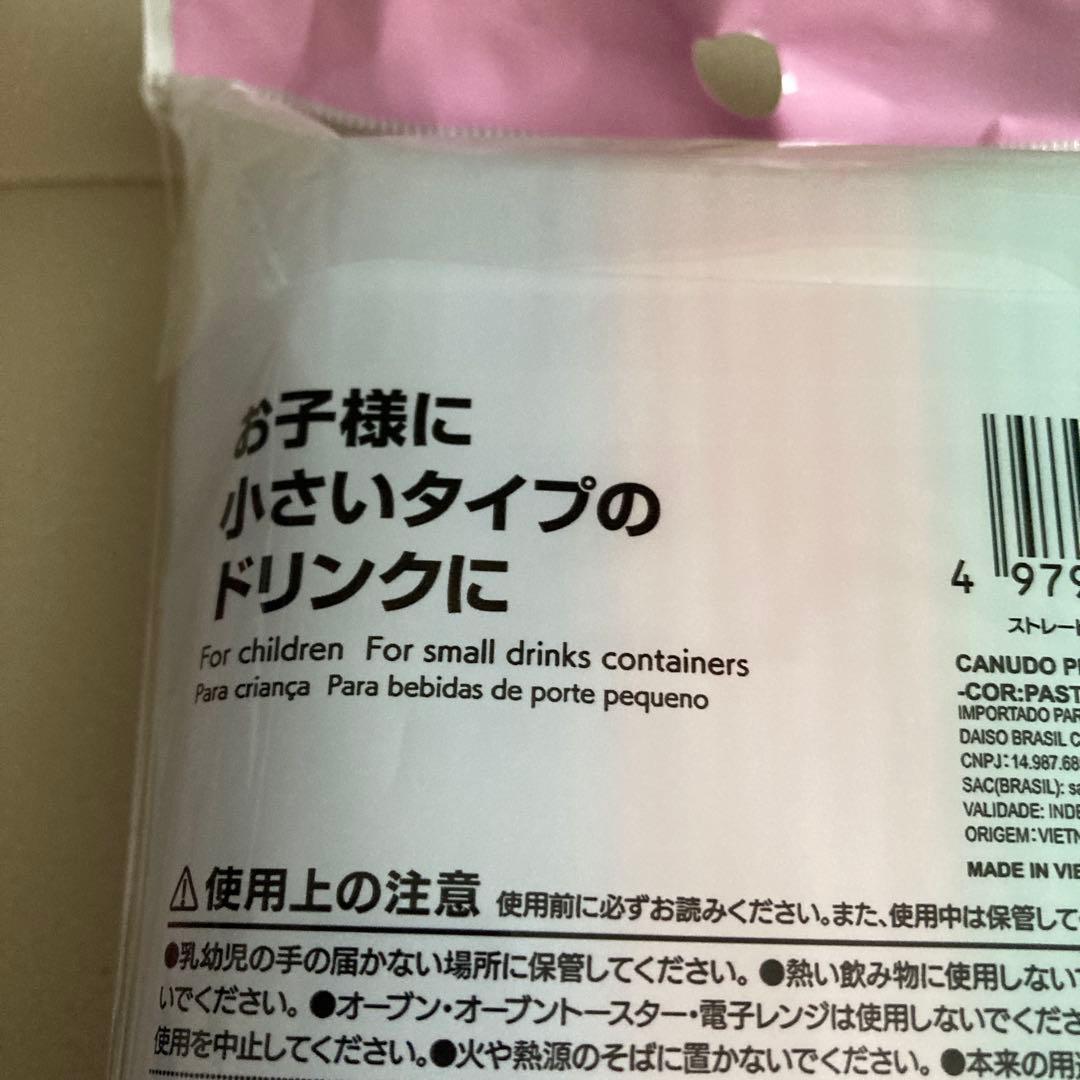 お子様に
小さいタイプの
ドリンクに
For children For small drinks containers
Para criança Para bebidas de porte pequeno
4 979
ストレー
CANUDO
-COR:PAST
IMPORTADO PAR
DAISO BRASIL C
CNPJ:14.987.68
SAC(BRASIL):
VALIDADE: INDE
ORIGEM:VIETN
MADE IN VIE
⚠使用上の注意 使用前に必ずお読みください。また、使用中は保管して
●乳幼児の手の届かない場所に保管してください。●熱い飲み物に使用しない
いでください。●オーブン・オーブントースター・電子レンジは使用しないでくださ
使用を中止してください。●火や熱源のそばに置かないでください。●本来の用